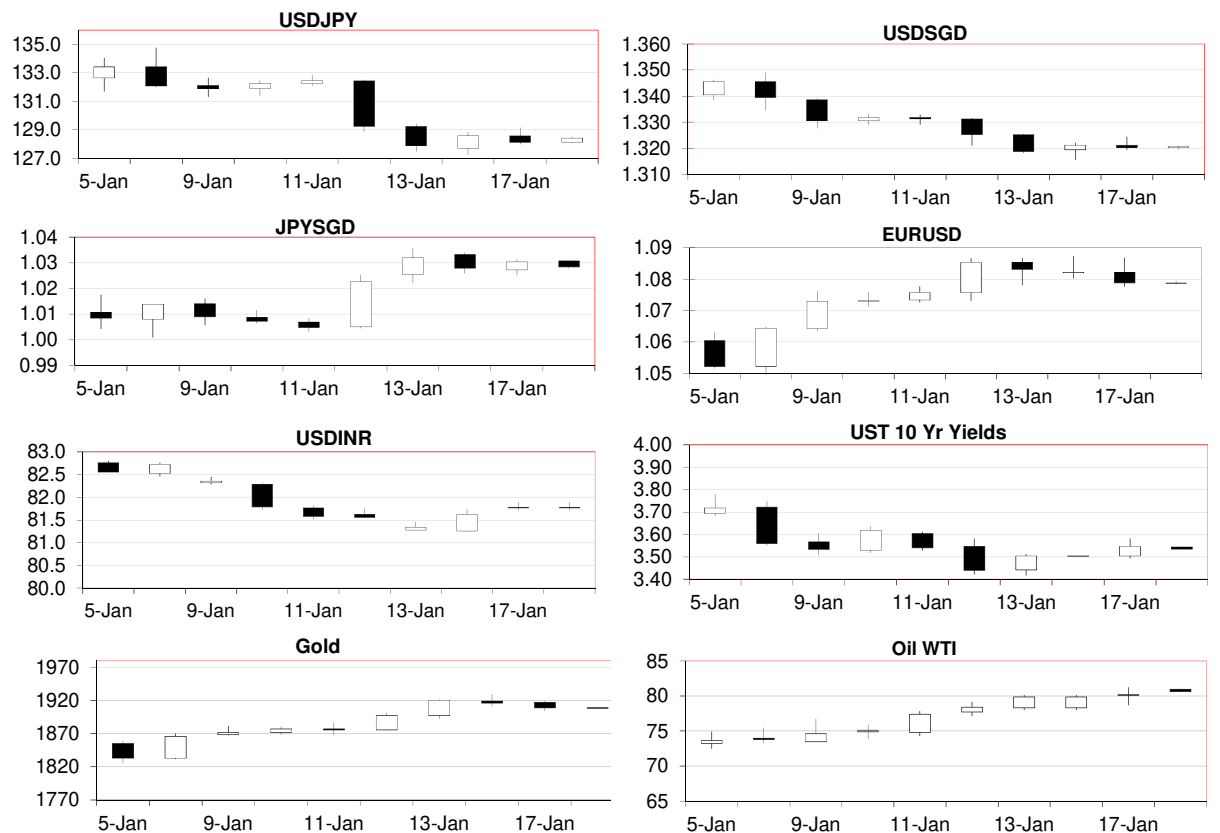 USDJPY
135.0
133.0
131.0
129.0
127.0
5-Jan 9-Jan 11-Jan 13-Jan 17-Jan
USDSGD
1.360
1.350
1.340
1.330
1.320
1.310
5-Jan 9-Jan 11-Jan 13-Jan 17-Jan
JPYSGD
1.04
1.03
1.02
1.01
1.00
0.99
5-Jan 9-Jan 11-Jan 13-Jan 17-Jan
EURUSD
1.09
1.08
1.07
1.06
1.05
5-Jan 9-Jan 11-Jan 13-Jan 17-Jan
USDINR
83.0
82.5
82.0
81.5
81.0
80.5
80.0
5-Jan 9-Jan 11-Jan 13-Jan 17-Jan
UST 10 Yr Yields
4.00
3.90
3.80
3.70
3.60
3.50
3.40
5-Jan 9-Jan 11-Jan 13-Jan 17-Jan
Gold
1970
1920
1870
1820
1770
5-Jan 9-Jan 11-Jan 13-Jan 17-Jan
Oil WTI
85
80
75
70
65
5-Jan 9-Jan 11-Jan 13-Jan 17-Jan